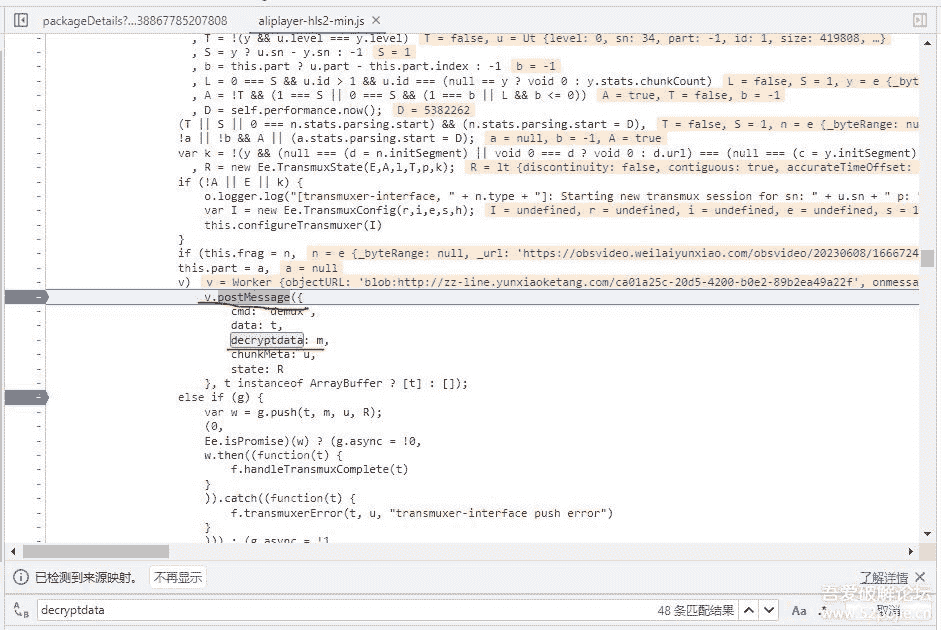 packageDetails?...38867785207808 aliplayer-hls2-min.js ×
, T = !(y && u.level === y.level) T = false, u = Ut {level: 0, sn: 34, part: -1, id: 1, size: 419808, …}
, S = y ? u.sn - y.sn : -1 S = 1
, b = this.part ? u.part - this.part.index : -1 b = -1
, L = 0 === S && u.id > 1 && u.id === (null == y ? void 0 : y.stats.chunkCount) L = false, S = 1, y = e {_byt
, A = !T && (1 === S || 0 === S && (1 === b || L && b <= 0)) A = true, T = false, b = -1
, D = self.performance.now(); D = 5382262
(T || S || 0 === n.stats.parsing.start) && (n.stats.parsing.start = D), T = false, S = 1, n = e {_byteRange: nu
!a || !b && A || (a.stats.parsing.start = D); a = null, b = -1, A = true
var k = !(y && (null === (d = n.initSegment) || void 0 === d ? void 0 : d.url) === (null === (c = y.initSegment)
, R = new Ee.TransmuxState(E,A,l,T,p,k); R = lt {discontinuity: false, contiguous: true, accurateTimeOffset:
if (!A || E || k) {
o.logger.log("[transmuxer-interface, " + n.type + "]: Starting new transmux session for sn: " + u.sn + " p: "
var I = new Ee.TransmuxConfig(r,i,e,s,h); I = undefined, r = undefined, i = undefined, e = undefined, s = 1
this.configureTransmuxer(I)
}
if (this.frag = n, n = e {_byteRange: null, _url: 'https://obsvideo.weilaiyunxiao.com/obsvideo/20230608/1666724
this.part = a, a = null
v) v = Worker {objectURL: 'blob:http://zz-line.yunxiaoketang.com/ca01a25c-20d5-4200-b0e2-89b2ea49a22f', onmessa
v.postMessage({
cmd: "demux",
data: t,
decryptdata: m,
chunkMeta: u,
state: R
}, t instanceof ArrayBuffer ? [t] : []);
else if (g) {
var w = g.push(t, m, u, R);
(0,
Ee.isPromise)(w) ? (g.async = !0,
w.then((function(t) {
f.handleTransmuxComplete(t)
}
)).catch((function(t) {
f.transmuxerError(t, u, "transmuxer-interface push error")
}
))) : (g.async = !1
已检测到来源映射。 不再显示 了解详情 ×
decryptdata 48 条匹配结果 Aa .* 取消
吾爱破解论坛
www.52pojie.cn